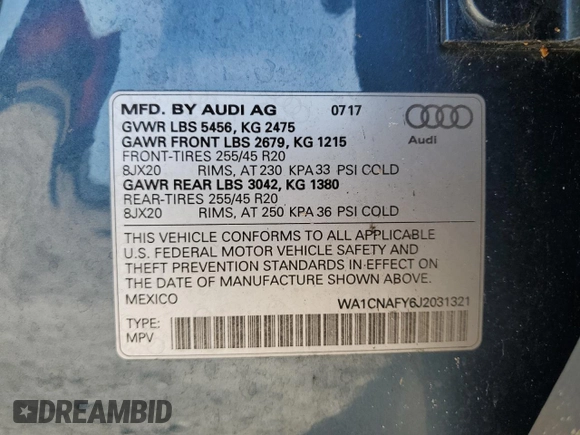 MFD. BY AUDI AG 07 17
GVWR LBS 5456, KG 2475
GAWR FRONT LBS 2679, KG 1215
FRONT-TIRES 255/45 R20
8JX20 RIMS, AT 230 KPA 33 PSI COLD
GAWR REAR LBS 3042, KG 1380
REAR-TIRES 255/45 R20
8JX20 RIMS, AT 250 KPA 36 PSI COLD
Audi
THIS VEHICLE CONFORMS TO ALL APPLICABLE
U.S. FEDERAL MOTOR VEHICLE SAFETY AND
THEFT PREVENTION STANDARDS IN EFFECT ON
THE DATE OF MANUFACTURE SHOWN ABOVE.
MEXICO WA1CNAFY6J2031321
TYPE:
MPV
DREAMBID